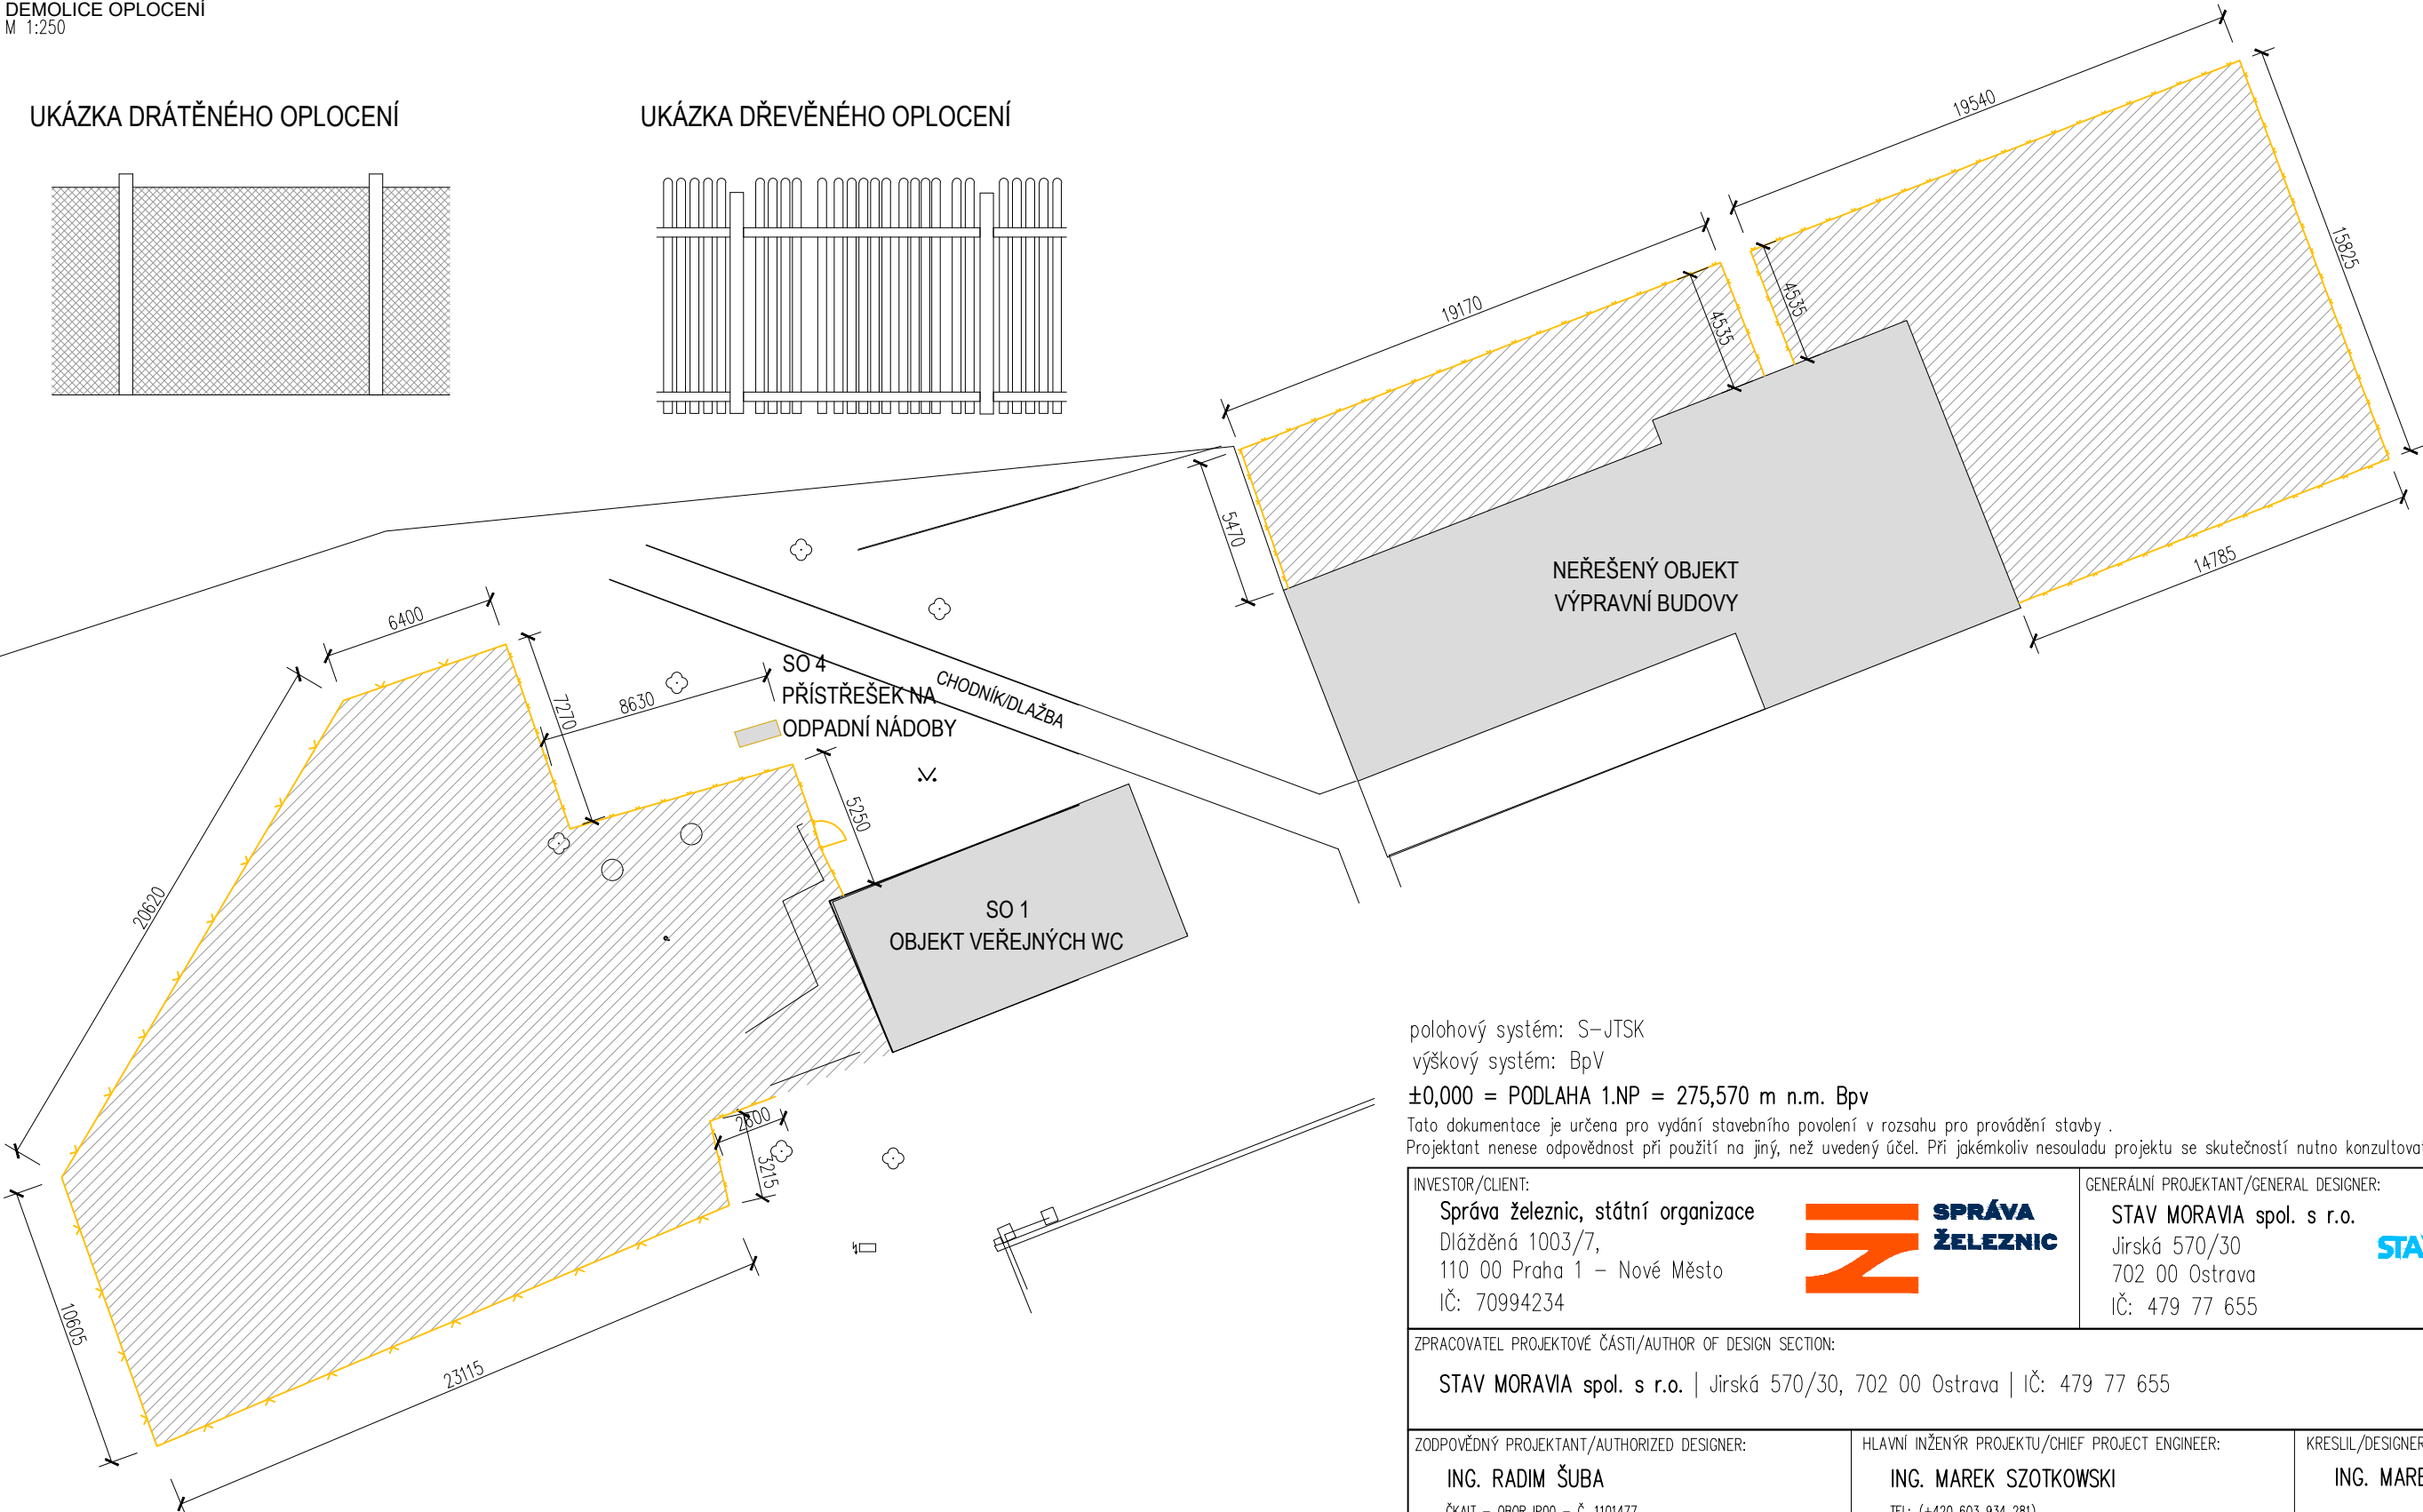 DEMOLICE OPLOCENÍ
M 1:250
UKÁZKA DRÁTĚNÉHO OPLOCENÍ
UKÁZKA DŘEVĚNÉHO OPLOCENÍ
19540
15825
4535
19170
4535
5470
14785
NEŘEŠENÝ OBJEKT
VÝPRAVNÍ BUDOVY
6400
7270
8630
SO 4
PŘÍSTŘEŠEK NA
ODPADNÍ NÁDOBY
CHODNÍK/DLAŽBA
5250
20620
SO 1
OBJEKT VEŘEJNÝCH WC
2800
3215
10605
23115
polohový systém: S-JTSK
výškový systém: BpV
±0,000 = PODLAHA 1.NP = 275,570 m n.m. Bpv
Tato dokumentace je určena pro vydání stavebního povolení v rozsahu pro provádění stavby .
Projektant nenese odpovědnost při použití na jiný, než uvedený účel. Při jakémkoliv nesouladu projektu se skutečností nutno
INVESTOR/CLIENT:
Správa železnic, státní organizace
Dlážděná 1003/7,
110 00 Praha 1 – Nové Město
IČ: 70994234
SPRÁVA
ŽELEZNIC
GENERÁLNÍ PROJEKTANT/GENERAL DESIGNER:
STAV MORAVIA spol. s r.o.
Jirská 570/30
702 00 Ostrava
IČ: 479 77 655
ZPRACOVATEL PROJEKTOVÉ ČÁSTI/AUTHOR OF DESIGN SECTION:
STAV MORAVIA spol. s r.o. | Jirská 570/30, 702 00 Ostrava | IČ: 479 77 655
ZODPOVĚDNÝ PROJEKTANT/AUTHORIZED DESIGNER:
ING. RADIM ŠUBA
HLAVNÍ INŽENÝR PROJEKTU/CHIEF PROJECT ENGINEER:
ING. MAREK SZOTKOWSKI
TEL: (+420 603 934 281)
KRESLIL/DESIGNER
ING.